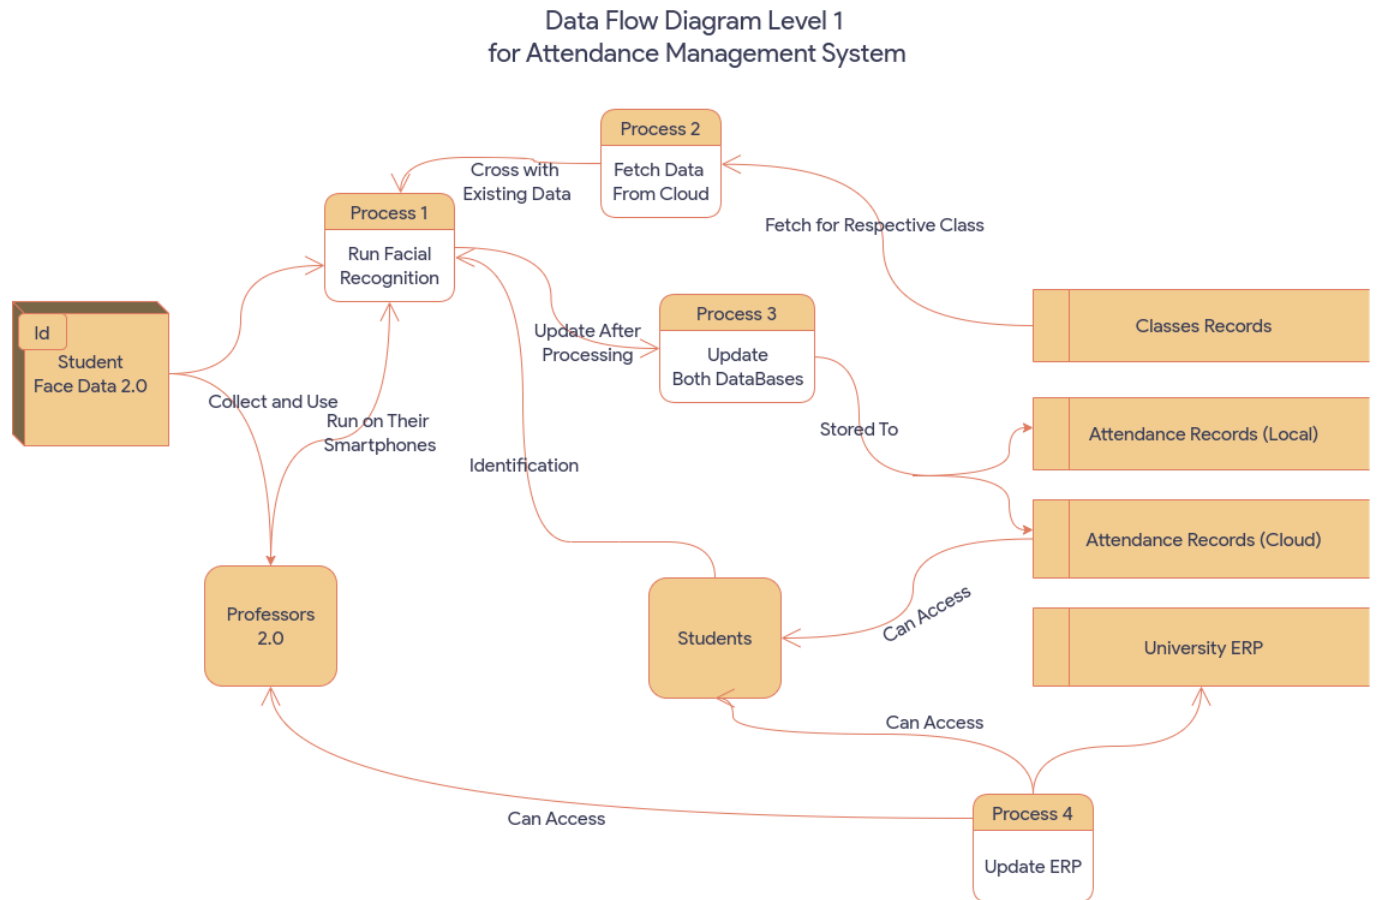 Data Flow Diagram Level 1
for Attendance Management System
Process 2
Fetch Data
From Cloud
Cross with
Existing Data
Process 1
Run Facial
Recognition
Fetch for Respective Class
Id
Student
Face Data 2.0
Process 3
Update
Both DataBases
Update After
Processing
Classes Records
Collect and Use
Run on Their
Smartphones
Stored To
Attendance Records (Local)
Identification
Attendance Records (Cloud)
Professors
2.0
Students
Can Access
University ERP
Can Access
Can Access
Process 4
Update ERP